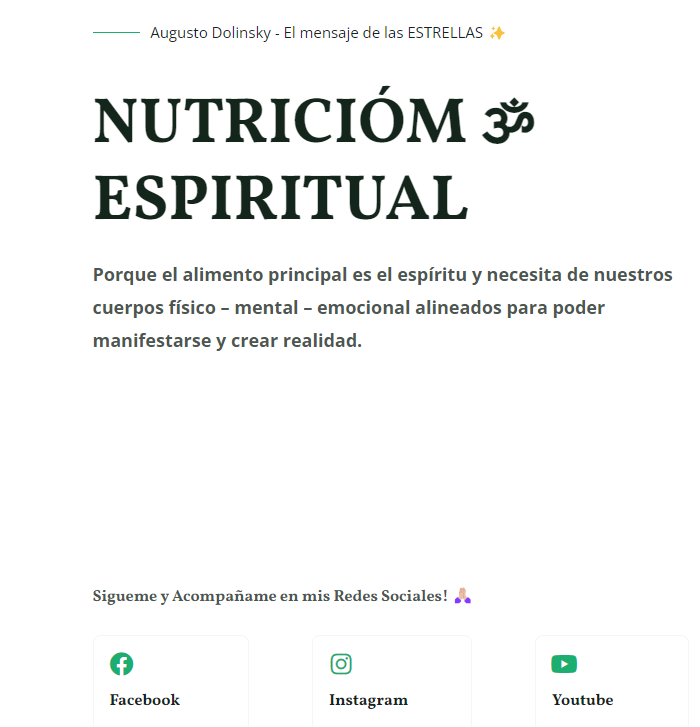 Augusto Dolinsky - El mensaje de las ESTRELLAS ✨
NUTRICIÓM ॐ
ESPIRITUAL
Porque el alimento principal es el espíritu y necesita de nuestros
cuerpos físico – mental – emocional alineados para poder
manifestarse y crear realidad.
Sigueme y Acompañame en mis Redes Sociales! 🙏🏼
Facebook
Instagram
Youtube